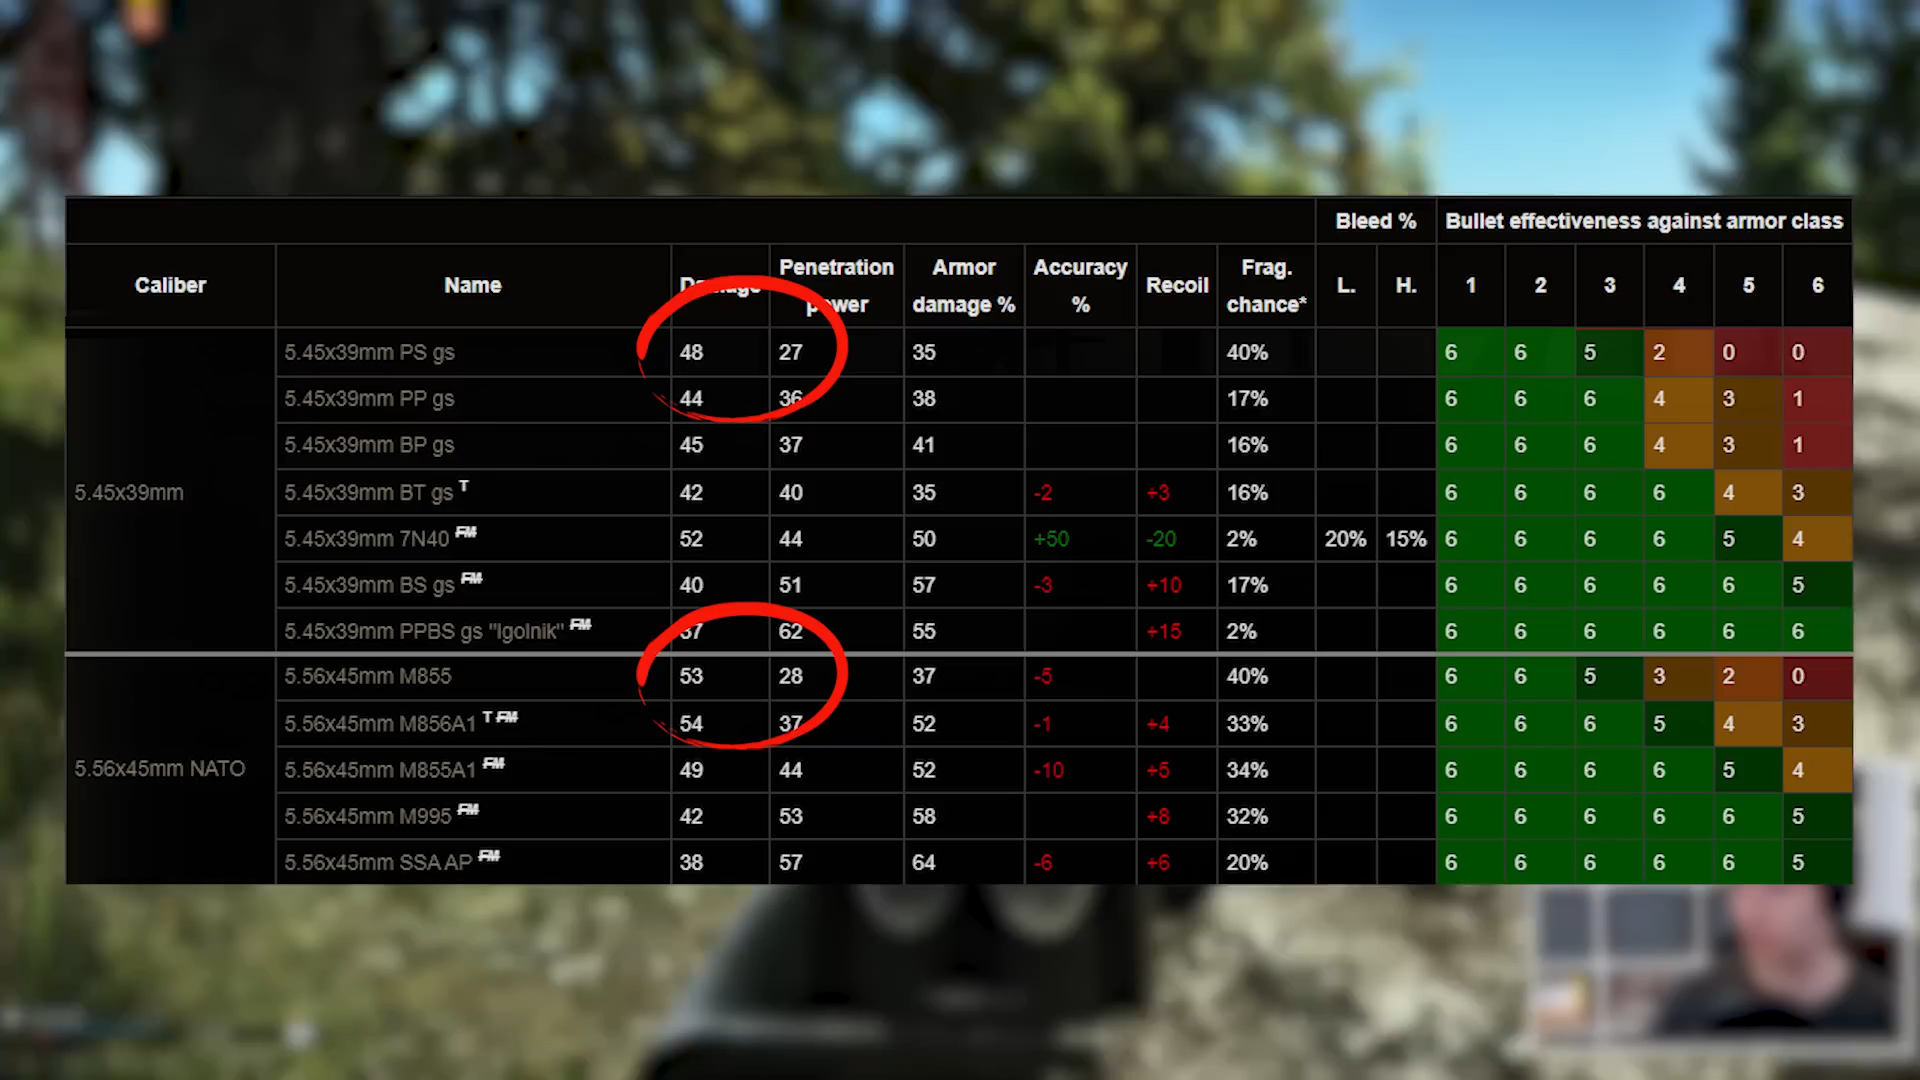 Bleed % Bullet effectiveness against armor class
Caliber Name Damage Penetration power Armor damage % Accuracy % Recoil Frag. chance* L. H. 1 2 3 4 5 6
5.45x39mm
5.45x39mm PS gs 48 27 35 40% 6 6 5 2 0 0
5.45x39mm PP gs 44 36 38 17% 6 6 6 4 3 1
5.45x39mm BP gs 45 37 41 16% 6 6 6 4 3 1
5.45x39mm BT gs T 42 40 35 -2 +3 16% 6 6 6 6 4 3
5.45x39mm 7N40 FM 52 44 50 +50 -20 2% 20% 15% 6 6 6 6 5 4
5.45x39mm BS gs FM 40 51 57 -3 +10 17% 6 6 6 6 6 5
5.45x39mm PPBS gs "Igolnik" FM 37 62 55 +15 2% 6 6 6 6 6 6
5.56x45mm NATO
5.56x45mm M855 53 28 37 -5 40% 6 6 5 3 2 0
5.56x45mm M856A1 T FM 54 37 52 -1 +4 33% 6 6 6 5 4 3
5.56x45mm M855A1 FM 49 44 52 -10 +5 34% 6 6 6 6 5 4
5.56x45mm M995 FM 42 53 58 +8 32% 6 6 6 6 6 5
5.56x45mm SSA AP FM 38 57 64 -6 +6 20% 6 6 6 6 6 5